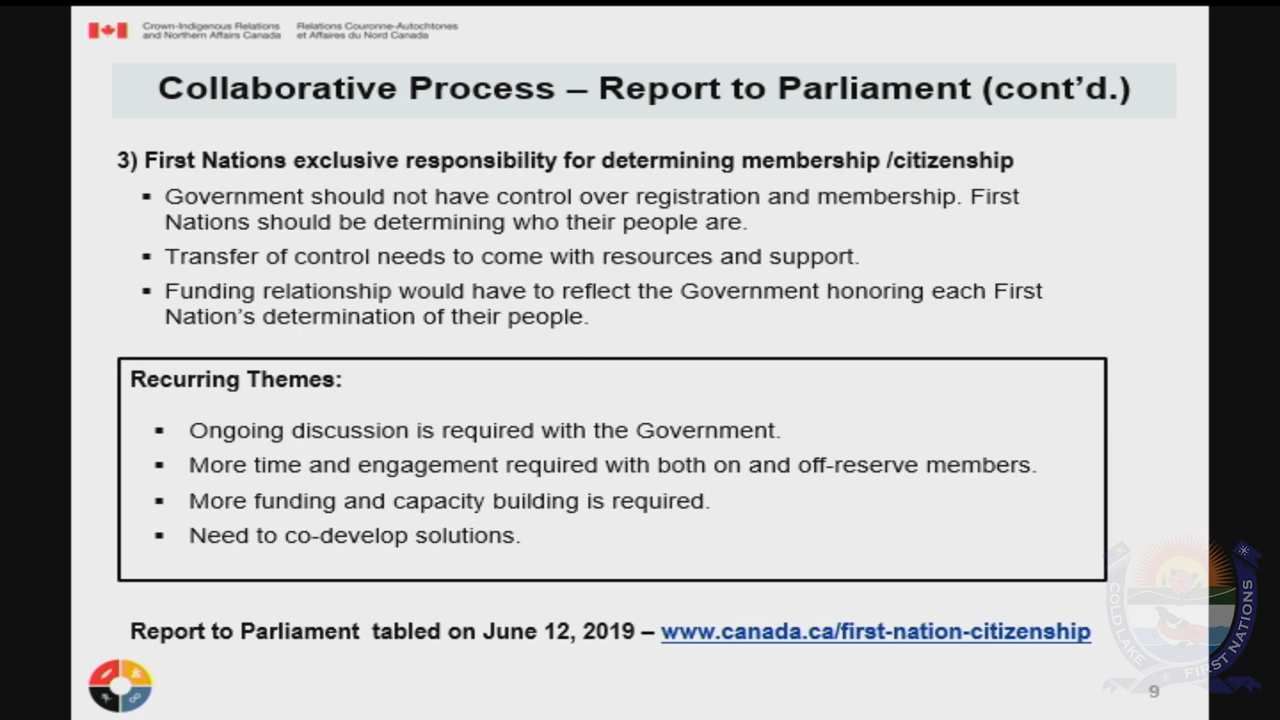 Crown-Indigenous Relations
and Northern Affairs Canada
Relations Couronne-Autochtones
et Affaires du Nord Canada
Collaborative Process – Report to Parliament (cont'd.)
3) First Nations exclusive responsibility for determining membership /citizenship
▪ Government should not have control over registration and membership. First
Nations should be determining who their people are.
▪ Transfer of control needs to come with resources and support.
▪ Funding relationship would have to reflect the Government honoring each First
Nation's determination of their people.
Recurring Themes:
▪ Ongoing discussion is required with the Government.
▪ More time and engagement required with both on and off-reserve members.
▪ More funding and capacity building is required.
▪ Need to co-develop solutions.
Report to Parliament tabled on June 12, 2019 – www.canada.ca/first-nation-citizenship
COLD LAKE FIRST NATIONS
9